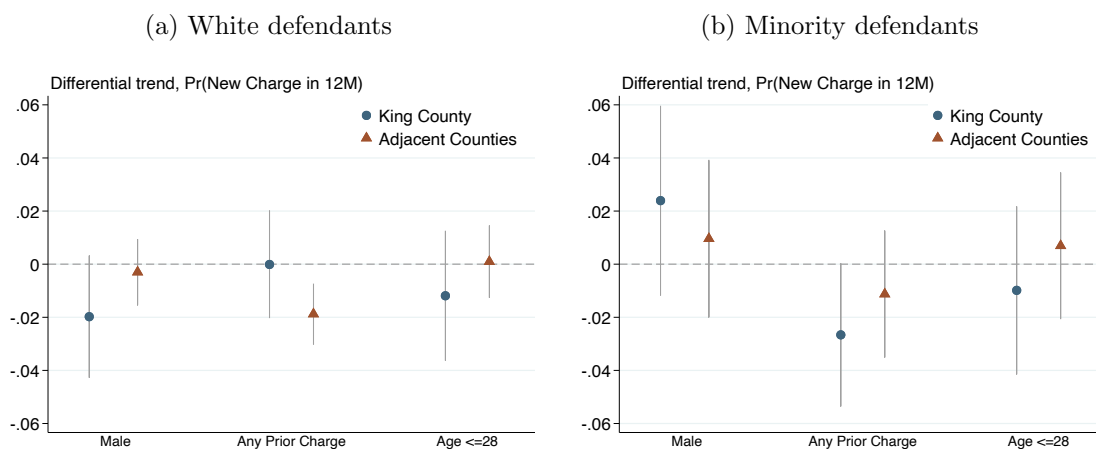 (a) White defendants
Differential trend, Pr(New Charge in 12M)
.06
.04
.02
0
-.02
-.04
-.06
King County
Adjacent Counties
Male
Any Prior Charge
Age <=28
(b) Minority defendants
Differential trend, Pr(New Charge in 12M)
.06
.04
.02
0
-.02
-.04
-.06
King County
Adjacent Counties
Male
Any Prior Charge
Age <=28